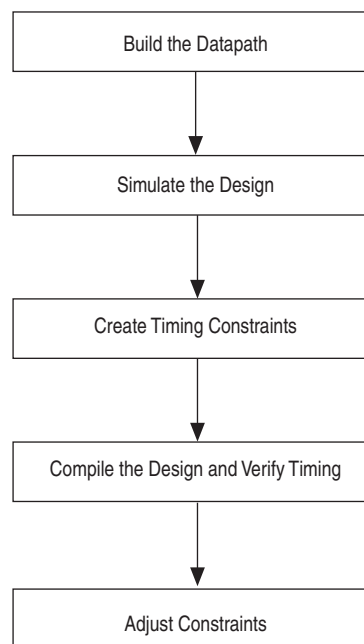 Build the Datapath
Simulate the Design
Create Timing Constraints
Compile the Design and Verify Timing
Adjust Constraints